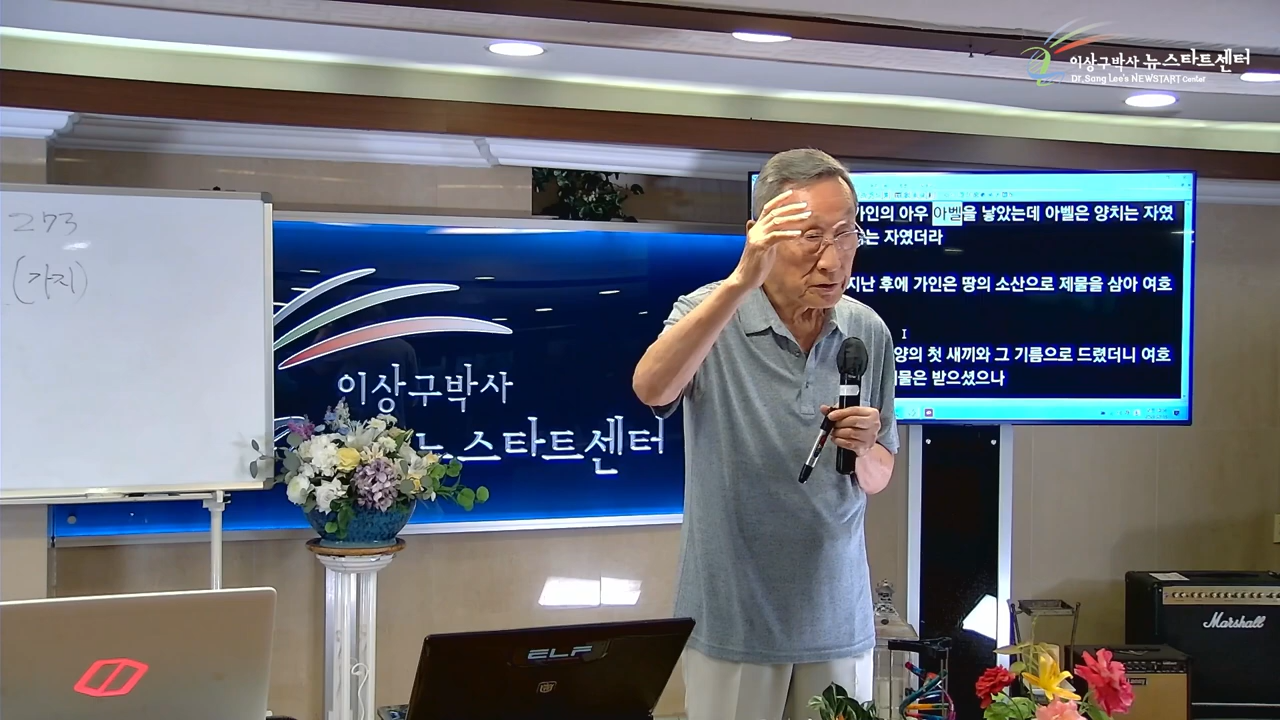 이상구박사 뉴스타트센터
Dr. Sang Lee's NEWSTART Center
273
(가지)
이상구박사
뉴스타트센터
가인의 아우 아벨을 낳았는데 아벨은 양치는 자였
는 자였더라
지난 후에 가인은 땅의 소산으로 제물을 삼아 여호
양의 첫 새끼와 그 기름으로 드렸더니 여호
제물은 받으셨으나
ELF
Marshall